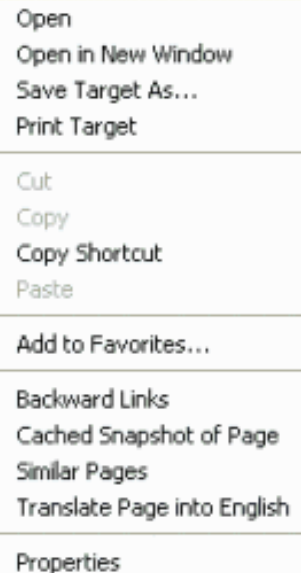 Open
Open in New Window
Save Target As...
Print Target
Cut
Copy
Copy Shortcut
Paste
Add to Favorites...
Backward Links
Cached Snapshot of Page
Similar Pages
Translate Page into English
Properties